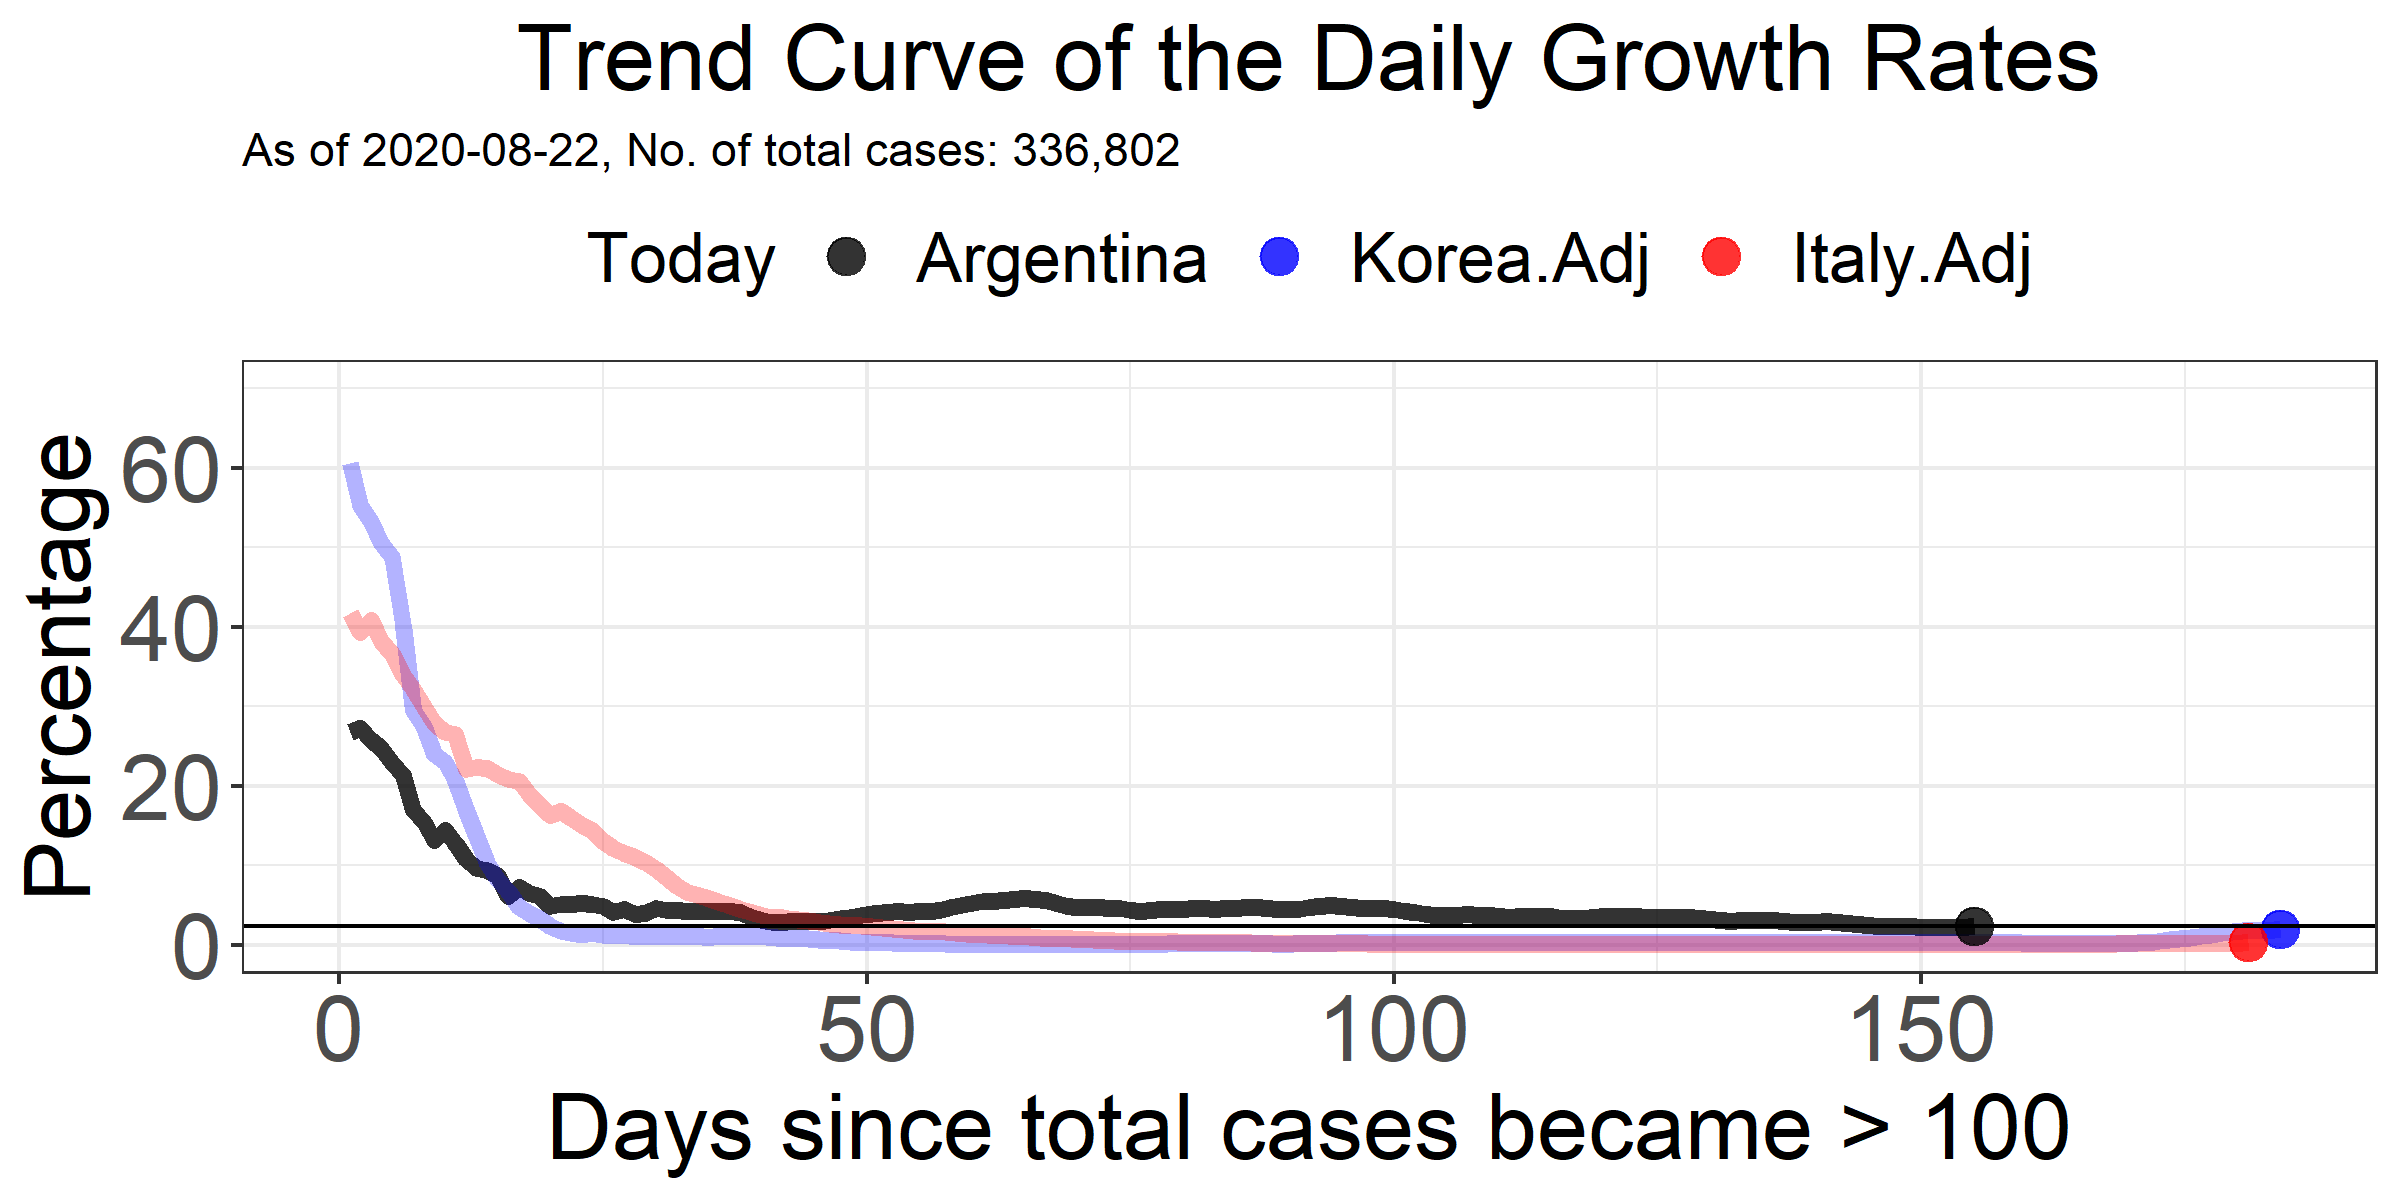 Trend Curve of the Daily Growth Rates
As of 2020-08-22, No. of total cases: 336,802
Today Argentina Korea.Adj Italy.Adj
Percentage
60
40
20
0
0 50 100 150
Days since total cases became > 100